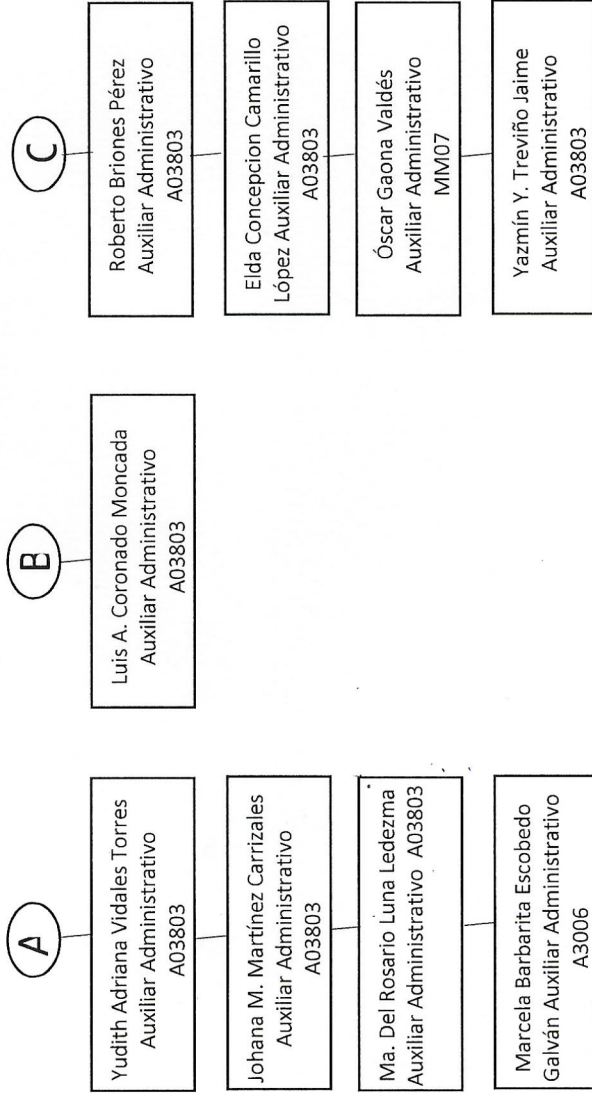 A
Yudith Adriana Vidales Torres
Auxiliar Administrativo
A03803
Johana M. Martínez Carrizales
Auxiliar Administrativo
A03803
Ma. Del Rosario Luna Ledezma
Auxiliar Administrativo A03803
Marcela Barbarita Escobedo
Galván Auxiliar Administrativo
A3006
B
Luis A. Coronado Moncada
Auxiliar Administrativo
A03803
C
Roberto Briones Pérez
Auxiliar Administrativo
A03803
Elda Concepcion Camarillo
López Auxiliar Administrativo
A03803
Óscar Gaona Valdés
Auxiliar Administrativo
MM07
Yazmín Y. Treviño Jaime
Auxiliar Administrativo
A03803